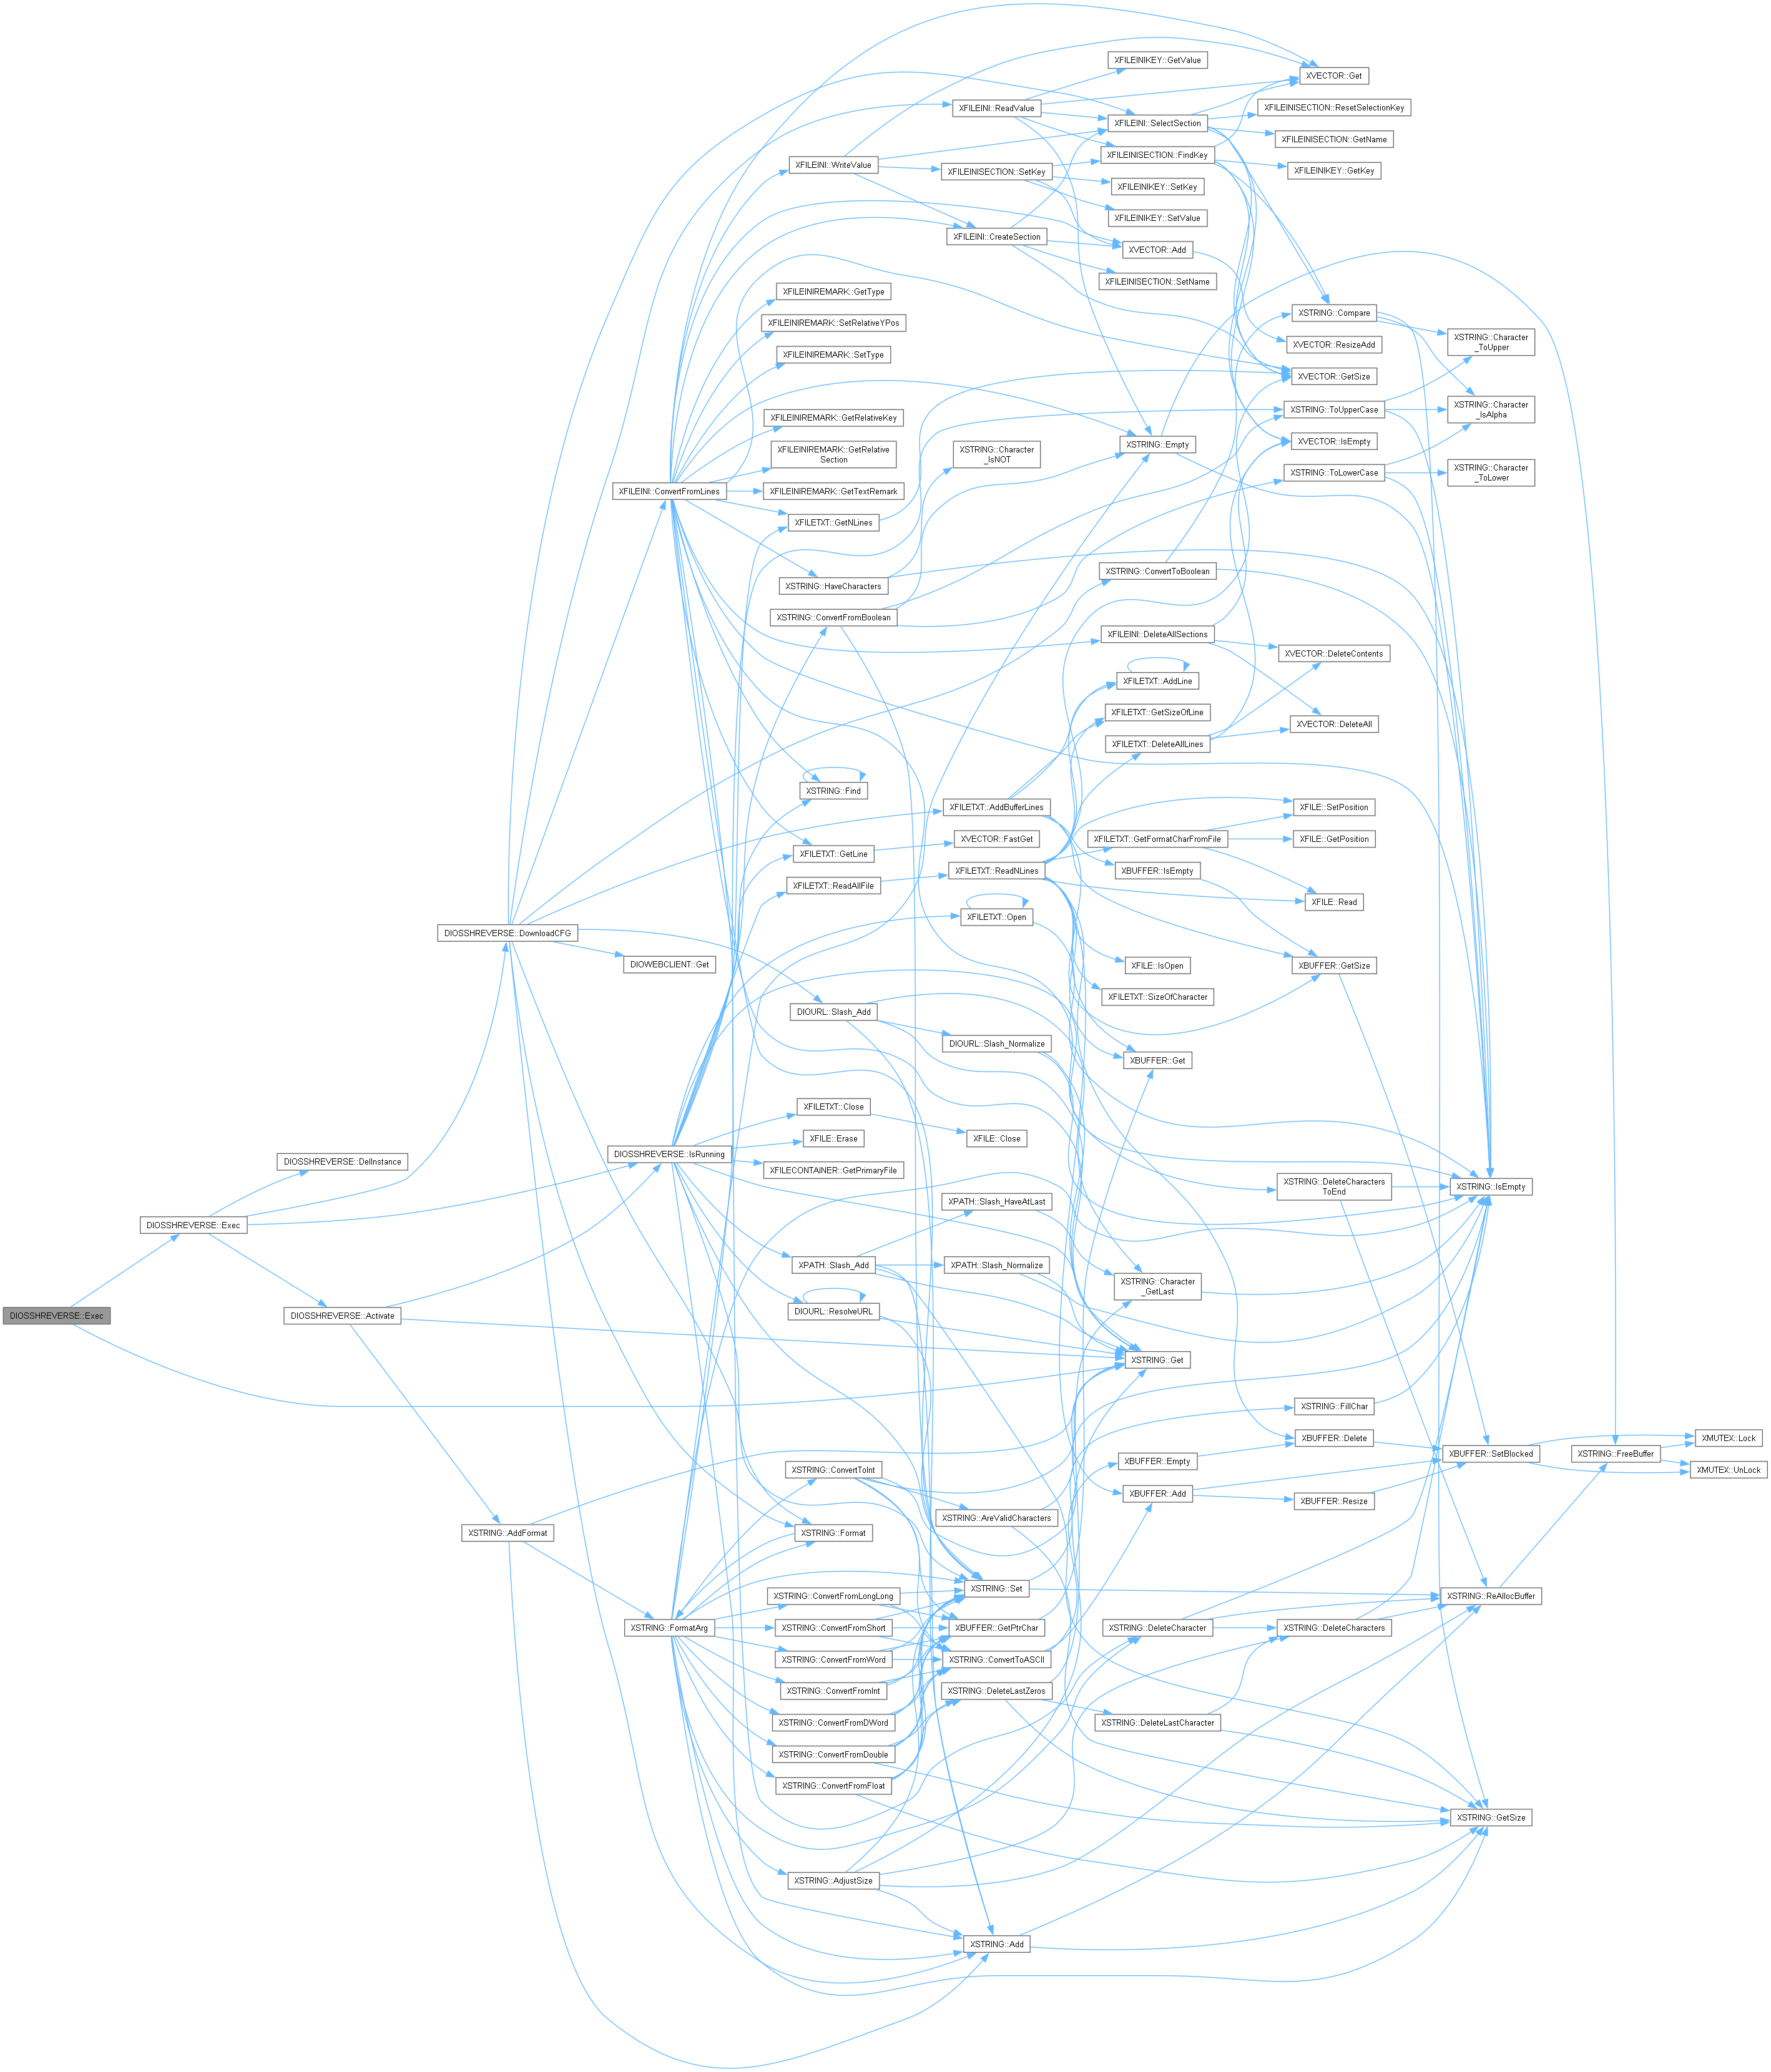 DIOSSHREVERSE::Exec
DIOSSHREVERSE::Exec
DIOSSHREVERSE::DelInstance
DIOSSHREVERSE::Activate
DIOSSHREVERSE::DownloadCFG
XSTRING::AddFormat
XFILEINI::ConvertFromLines
DIOWEBCLIENT::Get
DIOSSHREVERSE::IsRunning
XSTRING::FormatArg
XFILEINI::WriteValue
XFILEINIREMARK::GetType
XFILEINIREMARK::SetRelativeYPos
XFILEINIREMARK::SetType
XFILEINIREMARK::GetRelativeKey
XFILEINIREMARK::GetRelative
Section
XFILEINIREMARK::GetTextRemark
XFILETXT::GetNLines
XSTRING::HaveCharacters
XSTRING::ConvertFromBoolean
XSTRING::Find
XFILETXT::GetLine
XFILETXT::ReadAllFile
DIOURL::Slash_Add
XFILETXT::Close
XFILE::Erase
XFILECONTAINER::GetPrimaryFile
XPATH::Slash_Add
DIOURL::ResolveURL
XSTRING::ConvertToInt
XSTRING::Format
XSTRING::ConvertFromLongLong
XSTRING::ConvertFromShort
XSTRING::ConvertFromWord
XSTRING::ConvertFromInt
XSTRING::ConvertFromDWord
XSTRING::ConvertFromDouble
XSTRING::ConvertFromFloat
XSTRING::AdjustSize
XFILEINI::ReadValue
XFILEINISECTION::SetKey
XFILEINI::CreateSection
XSTRING::Character
_IsNOT
XFILETXT::AddBufferLines
XVECTOR::FastGet
XFILETXT::ReadNLines
XFILETXT::Open
DIOURL::Slash_Normalize
XFILE::Close
XPATH::Slash_HaveAtLast
XPATH::Slash_Normalize
XSTRING::AreValidCharacters
XSTRING::Set
XBUFFER::GetPtrChar
XSTRING::ConvertToASCII
XSTRING::DeleteLastZeros
XSTRING::Add
XFILEINIKEY::GetValue
XFILEINI::SelectSection
XFILEINISECTION::FindKey
XFILEINIKEY::SetKey
XFILEINIKEY::SetValue
XVECTOR::Add
XFILEINISECTION::SetName
XSTRING::Empty
XSTRING::ConvertToBoolean
XFILEINI::DeleteAllSections
XFILETXT::AddLine
XFILETXT::GetSizeOfLine
XFILETXT::DeleteAllLines
XFILETXT::GetFormatCharFromFile
XBUFFER::IsEmpty
XFILE::IsOpen
XFILETXT::SizeOfCharacter
XBUFFER::Get
XSTRING::Character
_GetLast
XSTRING::Get
XBUFFER::Empty
XBUFFER::Add
XSTRING::DeleteCharacter
XSTRING::DeleteLastCharacter
XVECTOR::Get
XFILEINISECTION::ResetSelectionKey
XFILEINISECTION::GetName
XFILEINIKEY::GetKey
XSTRING::Compare
XVECTOR::ResizeAdd
XVECTOR::GetSize
XSTRING::ToUpperCase
XVECTOR::IsEmpty
XSTRING::ToLowerCase
XVECTOR::DeleteContents
XVECTOR::DeleteAll
XFILE::SetPosition
XFILE::GetPosition
XFILE::Read
XBUFFER::GetSize
XSTRING::DeleteCharacters
ToEnd
XSTRING::FillChar
XBUFFER::Delete
XBUFFER::Resize
XSTRING::DeleteCharacters
XSTRING::Character
_ToUpper
XSTRING::Character
_IsAlpha
XSTRING::Character
_ToLower
XSTRING::IsEmpty
XBUFFER::SetBlocked
XSTRING::ReAllocBuffer
XSTRING::GetSize
XSTRING::FreeBuffer
XMUTEX::Lock
XMUTEX::UnLock